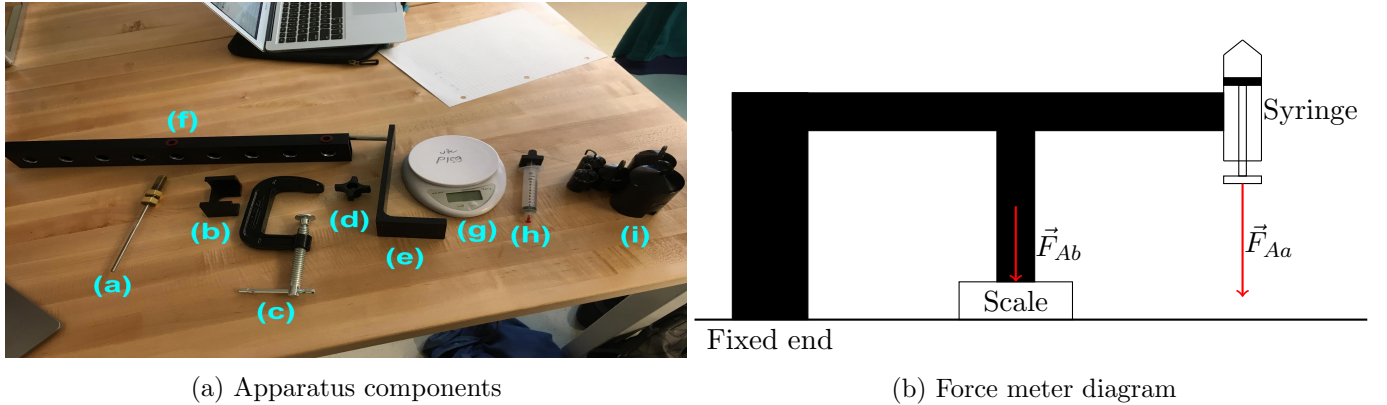 (f)
(b)
(d)
(a)
(c)
(e)
(g)
(h)
(i)
Syringe
F⃗_{Ab}
F⃗_{Aa}
Scale
Fixed end
(a) Apparatus components
(b) Force meter diagram